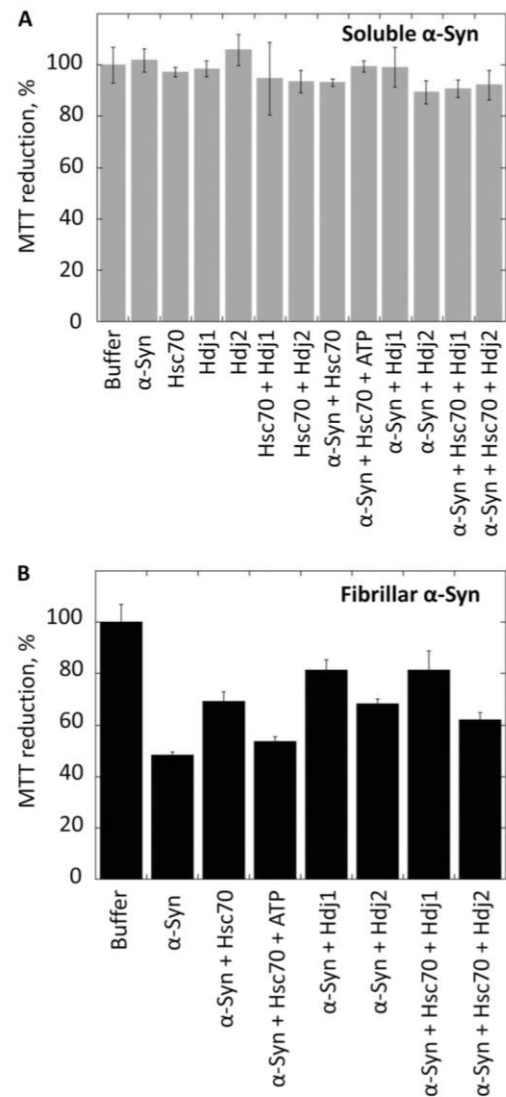 A
Soluble α-Syn
MTT reduction, %
100
80
60
40
20
0
Buffer
α-Syn
Hsc70
Hdj1
Hdj2
Hsc70 + Hdj1
Hsc70 + Hdj2
α-Syn + Hsc70
α-Syn + Hsc70 + ATP
α-Syn + Hdj1
α-Syn + Hdj2
α-Syn + Hsc70 + Hdj1
α-Syn + Hsc70 + Hdj2
B
Fibrillar α-Syn
MTT reduction, %
100
80
60
40
20
0
Buffer
α-Syn
α-Syn + Hsc70
α-Syn + Hsc70 + ATP
α-Syn + Hdj1
α-Syn + Hdj2
α-Syn + Hsc70 + Hdj1
α-Syn + Hsc70 + Hdj2